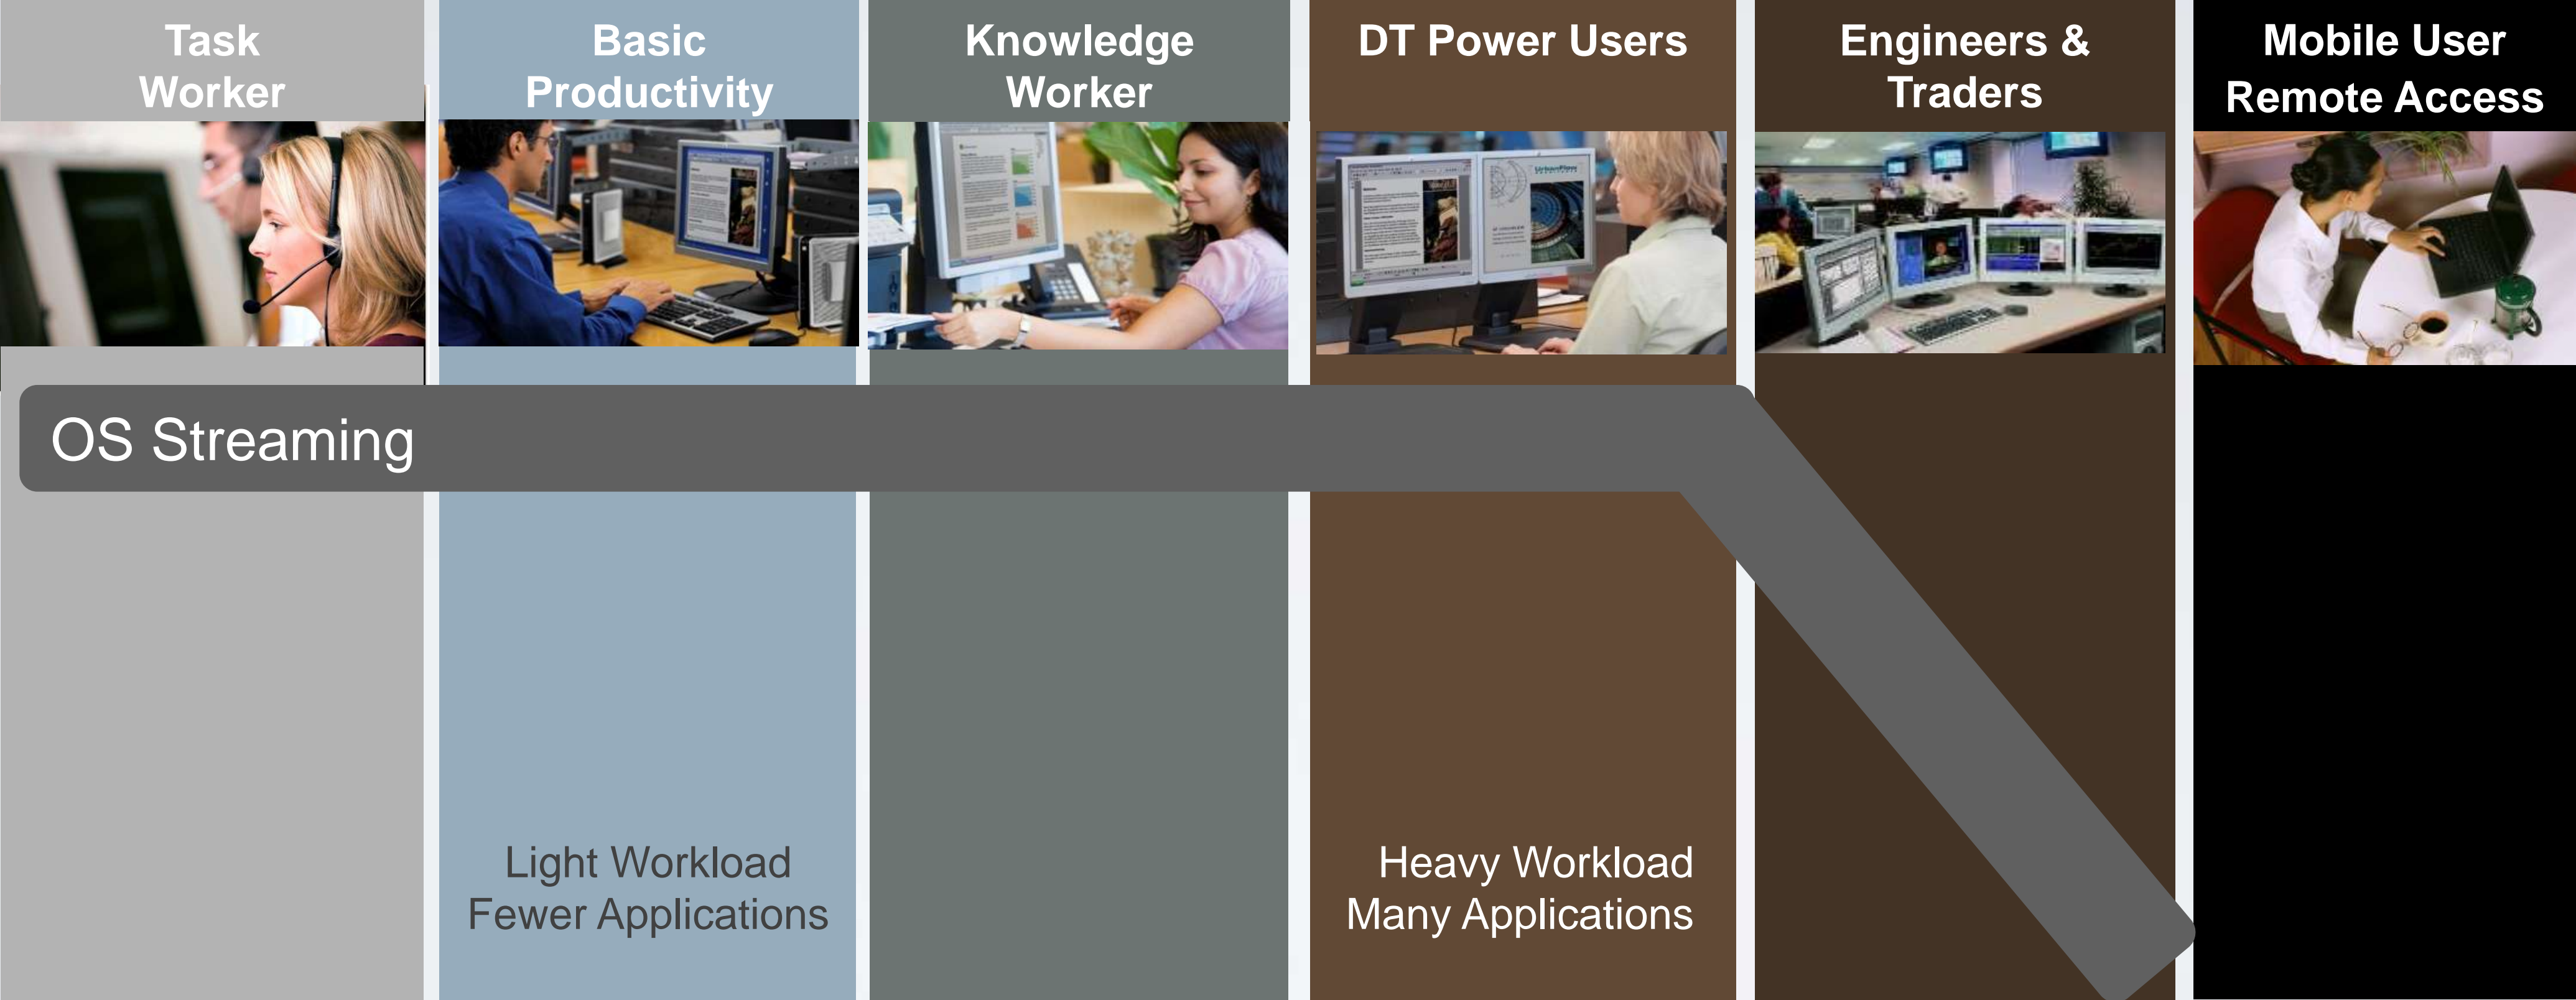 Task
Worker
Basic
Productivity
Knowledge
Worker
DT Power Users
Engineers &
Traders
Mobile User
Remote Access
OS Streaming
Light Workload
Fewer Applications
Heavy Workload
Many Applications